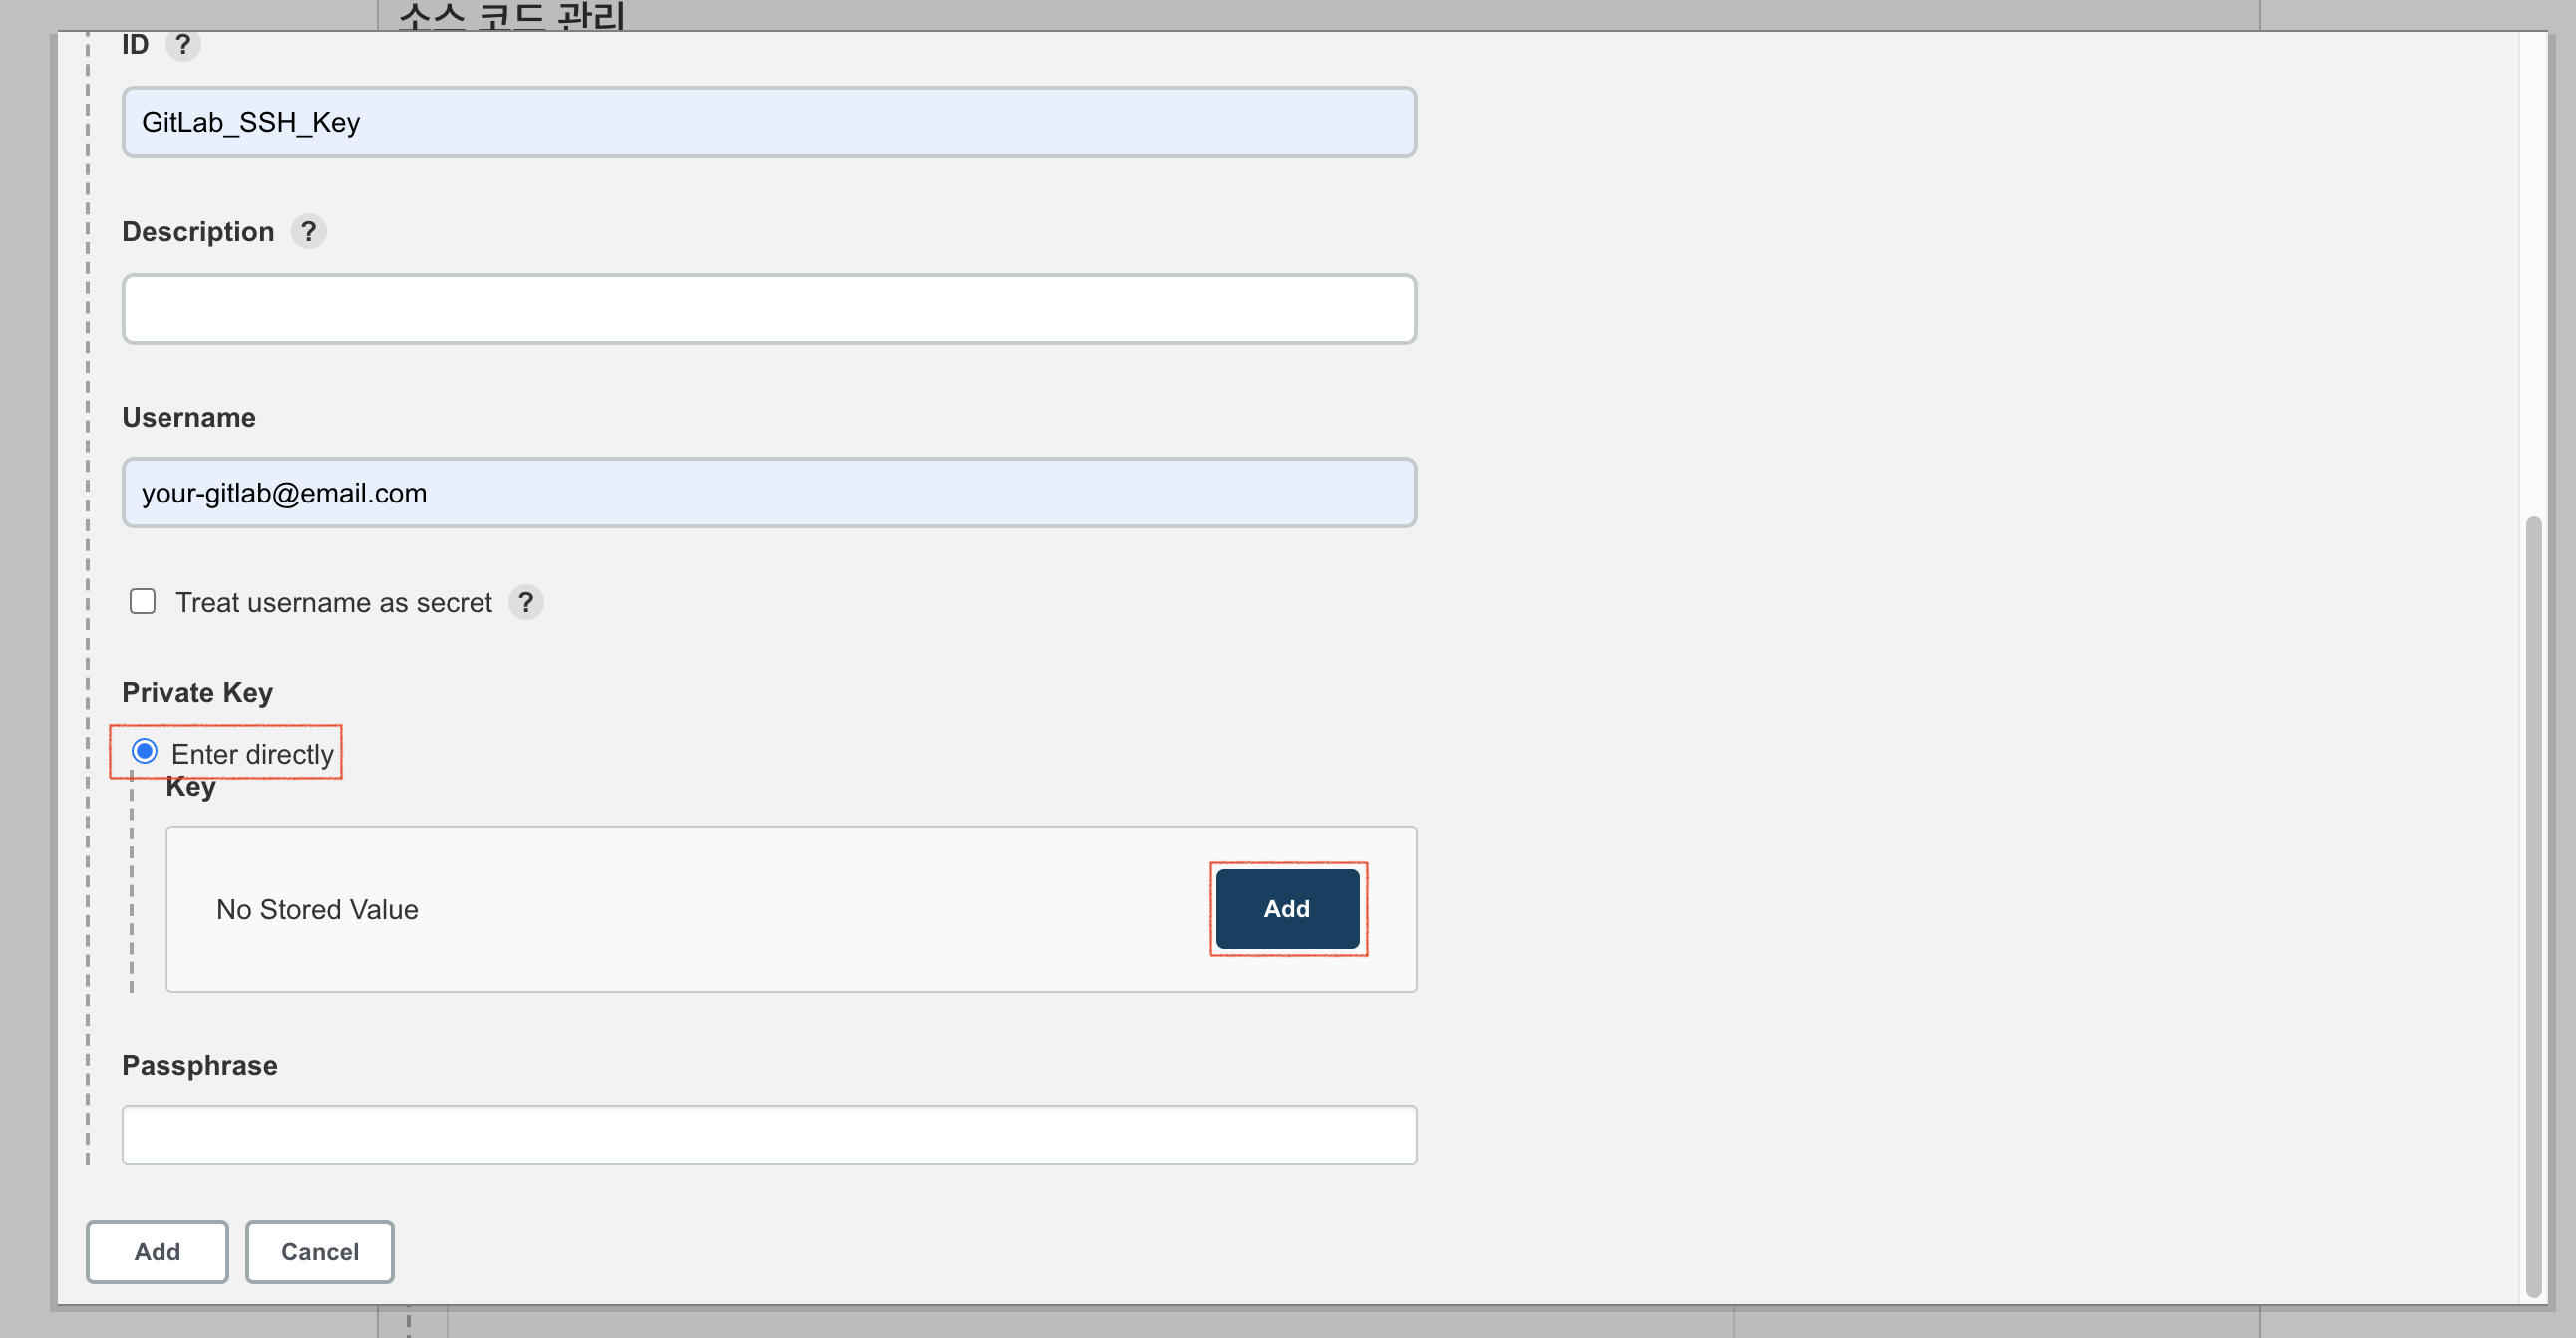 소스 코드 관리
ID ?
GitLab_SSH_Key
Description ?
Username
your-gitlab@email.com
Treat username as secret ?
Private Key
Enter directly
Key
No Stored Value Add
Passphrase
Add Cancel